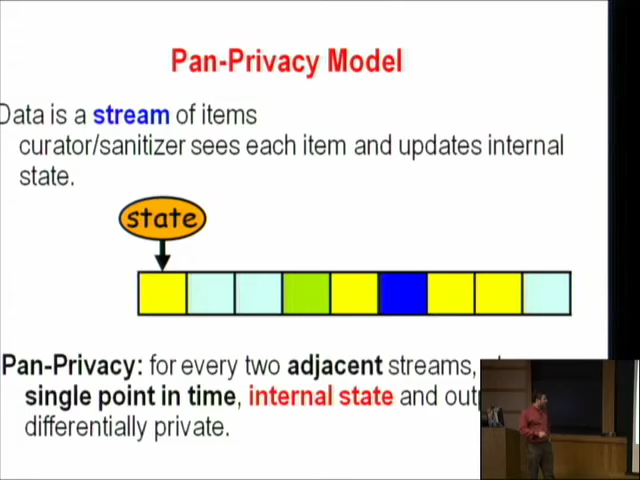 Pan-Privacy Model
Data is a stream of items
curator/sanitizer sees each item and updates internal
state.
state
Pan-Privacy: for every two adjacent streams,
single point in time, internal state and
differentially private.